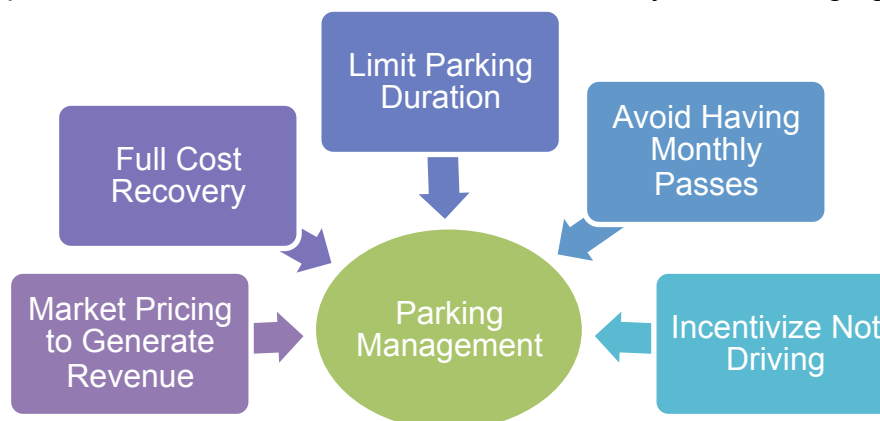 Limit Parking
Duration
Avoid Having
Monthly
Passes
Full Cost
Recovery
Market Pricing
to Generate
Revenue
Parking
Management
Incentivize Not
Driving